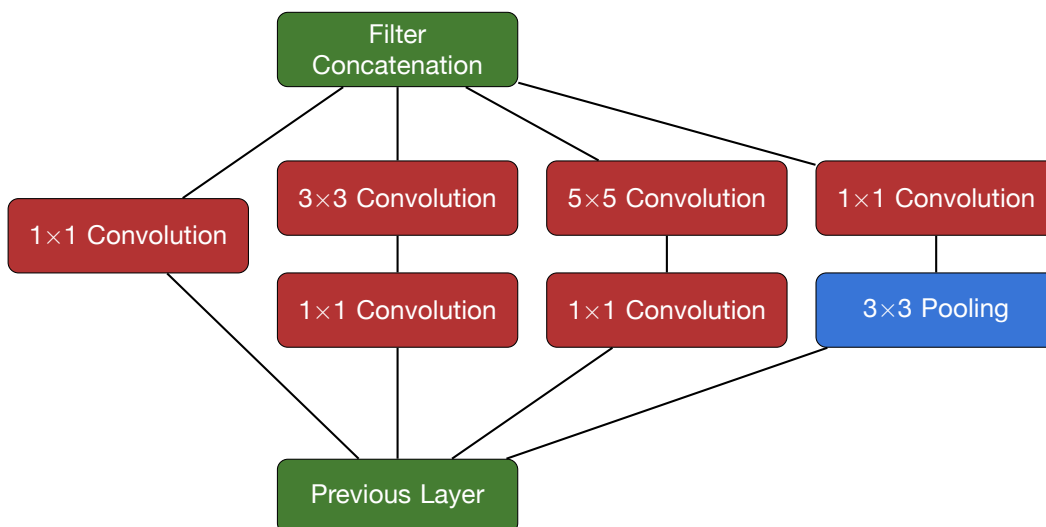 Filter
Concatenation
3×3 Convolution
5×5 Convolution
1×1 Convolution
1×1 Convolution
1×1 Convolution
1×1 Convolution
3×3 Pooling
Previous Layer